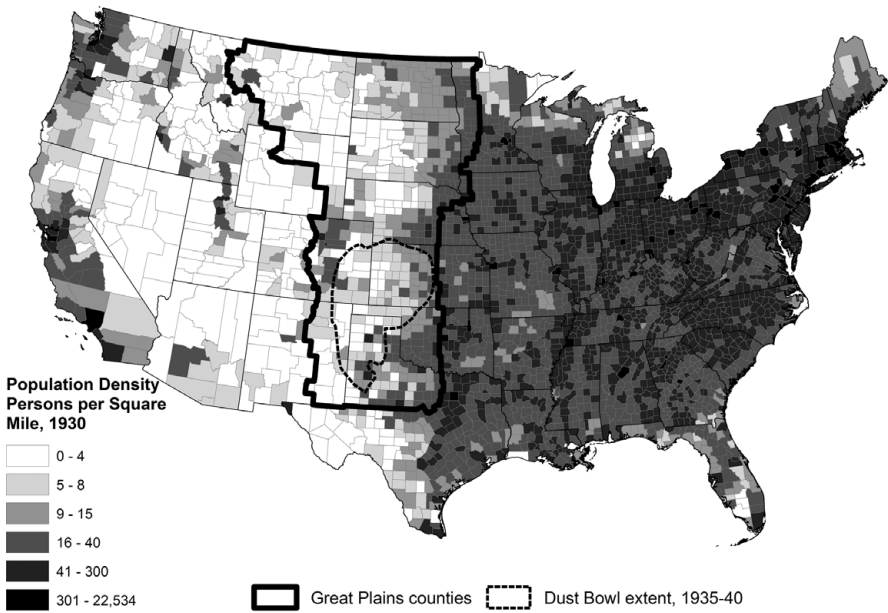 Population Density
Persons per Square
Mile, 1930
0 - 4
5 - 8
9 - 15
16 - 40
41 - 300
301 - 22,534
Great Plains counties
Dust Bowl extent, 1935-40